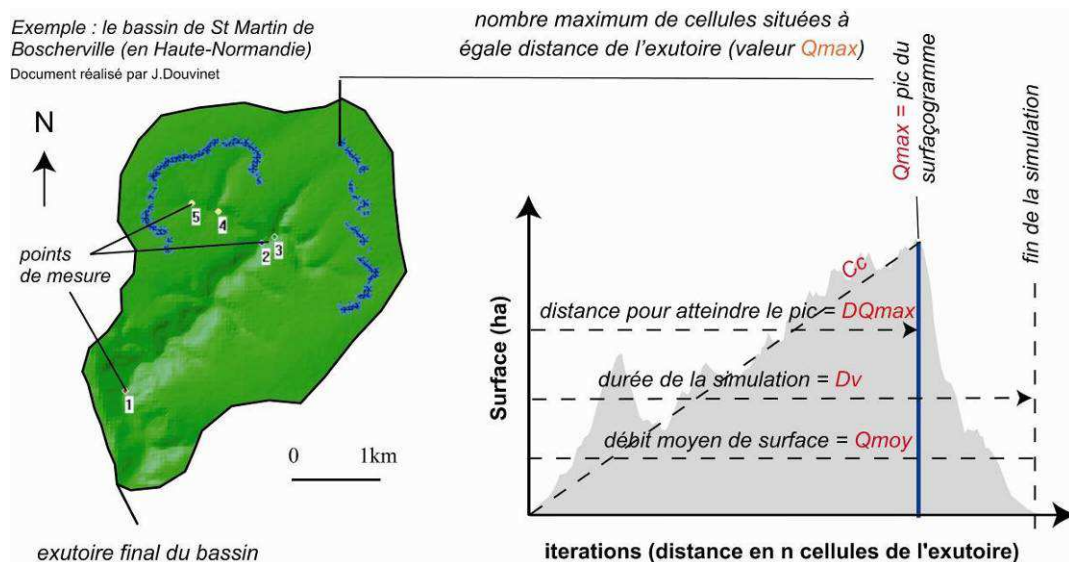 Exemple : le bassin de St Martin de
Boscherville (en Haute-Normandie)
Document réalisé par J.Douvinet
N
points
de mesure
5
4
2
3
1
0
1km
exutoire final du bassin
nombre maximum de cellules situées à
égale distance de l'exutoire (valeur Qmax)
Qmax = pic du
surfaçogramme
fin de la simulation
Surface (ha)
Cc
distance pour atteindre le pic = DQmax
durée de la simulation = Dv
débit moyen de surface = Qmoy
iterations (distance en n cellules de l'exutoire)